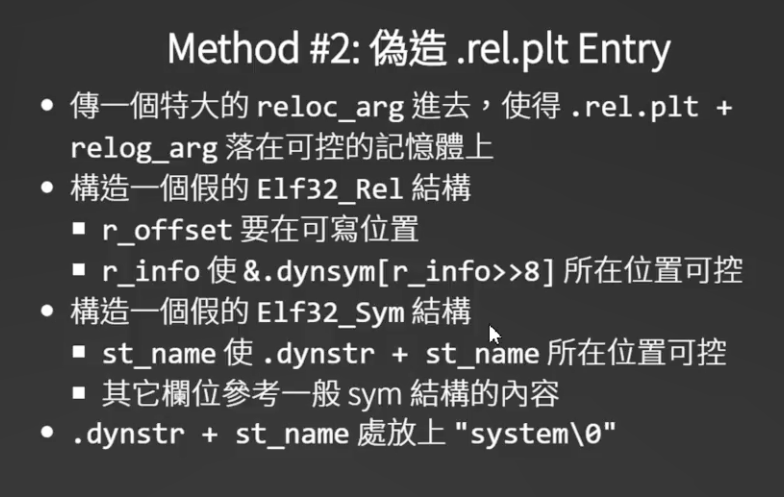 Method #2: 偽造 .rel.plt Entry
• 傳一個特大的 reloc_arg 進去，使得 .rel.plt +
relog_arg 落在可控的記憶體上
• 構造一個假的 Elf32_Rel 結構
▪ r_offset 要在可寫位置
▪ r_info 使 &.dynsym[r_info>>8] 所在位置可控
• 構造一個假的 Elf32_Sym 結構
▪ st_name 使 .dynstr + st_name 所在位置可控
▪ 其它欄位參考一般 sym 結構的內容
• .dynstr + st_name 處放上 "system\0"